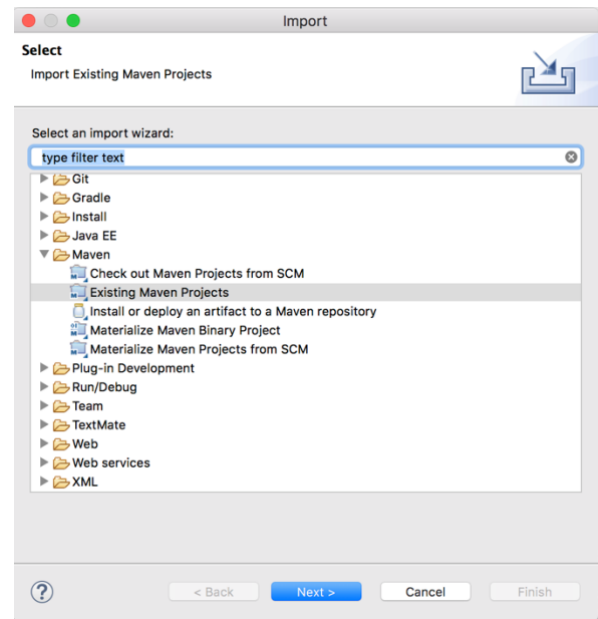 Import
Select
Import Existing Maven Projects
Select an import wizard:
type filter text
Git
Gradle
Install
Java EE
Maven
Check out Maven Projects from SCM
Existing Maven Projects
Install or deploy an artifact to a Maven repository
Materialize Maven Binary Project
Materialize Maven Projects from SCM
Plug-in Development
Run/Debug
Team
TextMate
Web
Web services
XML
? < Back Next > Cancel Finish